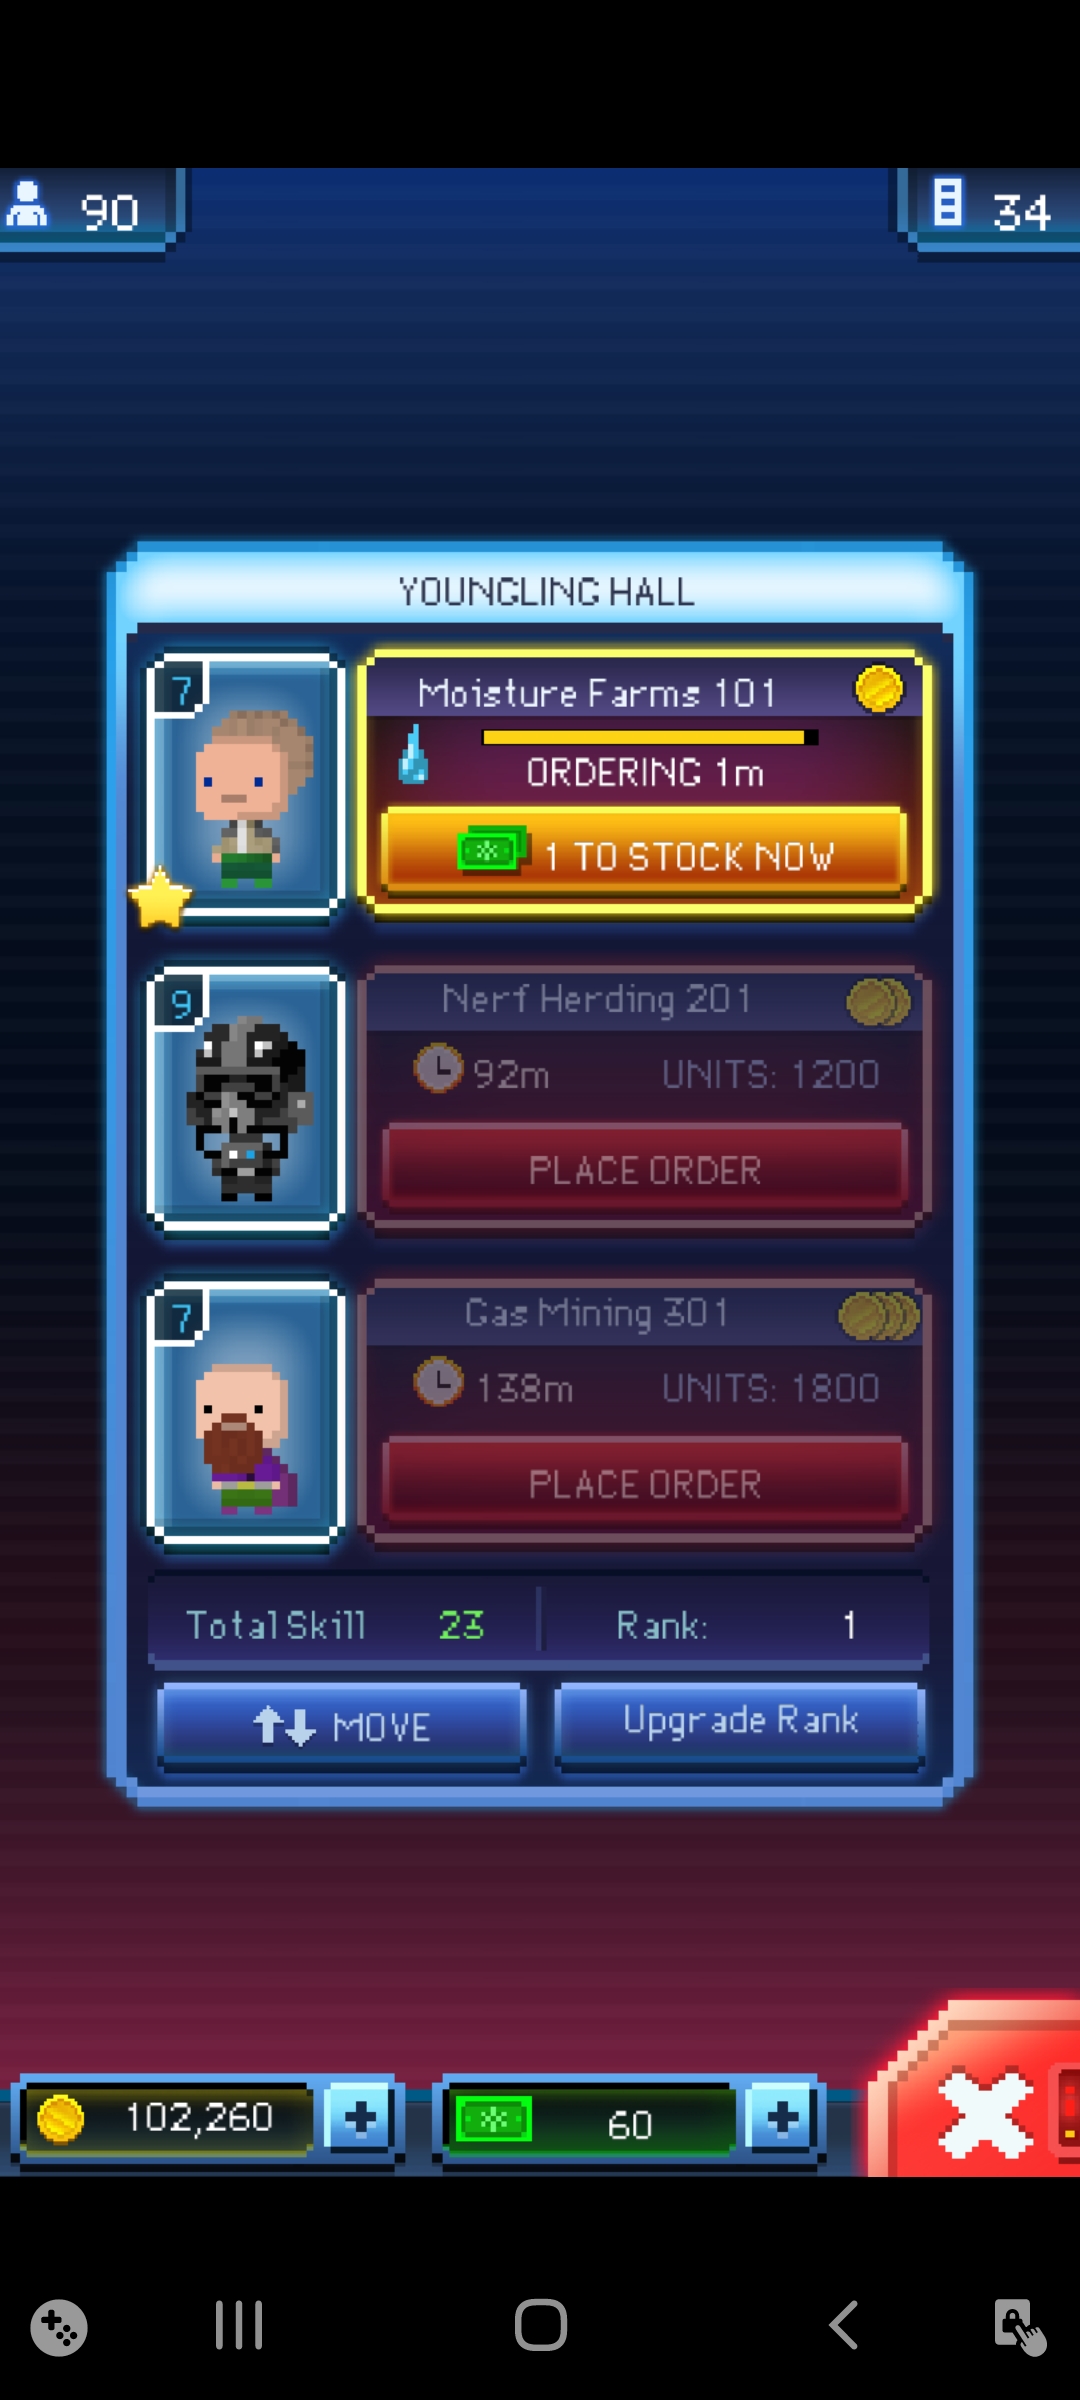 90
34
YOUNGLING HALL
7
Moisture Farms 101
ORDERING 1m
1 TO STOCK NOW
9
Nerf Herding 201
92m UNITS: 1200
PLACE ORDER
7
Gas Mining 301
138m UNITS: 1800
PLACE ORDER
Total Skill 23 Rank: 1
MOVE Upgrade Rank
102,260 + 60 +